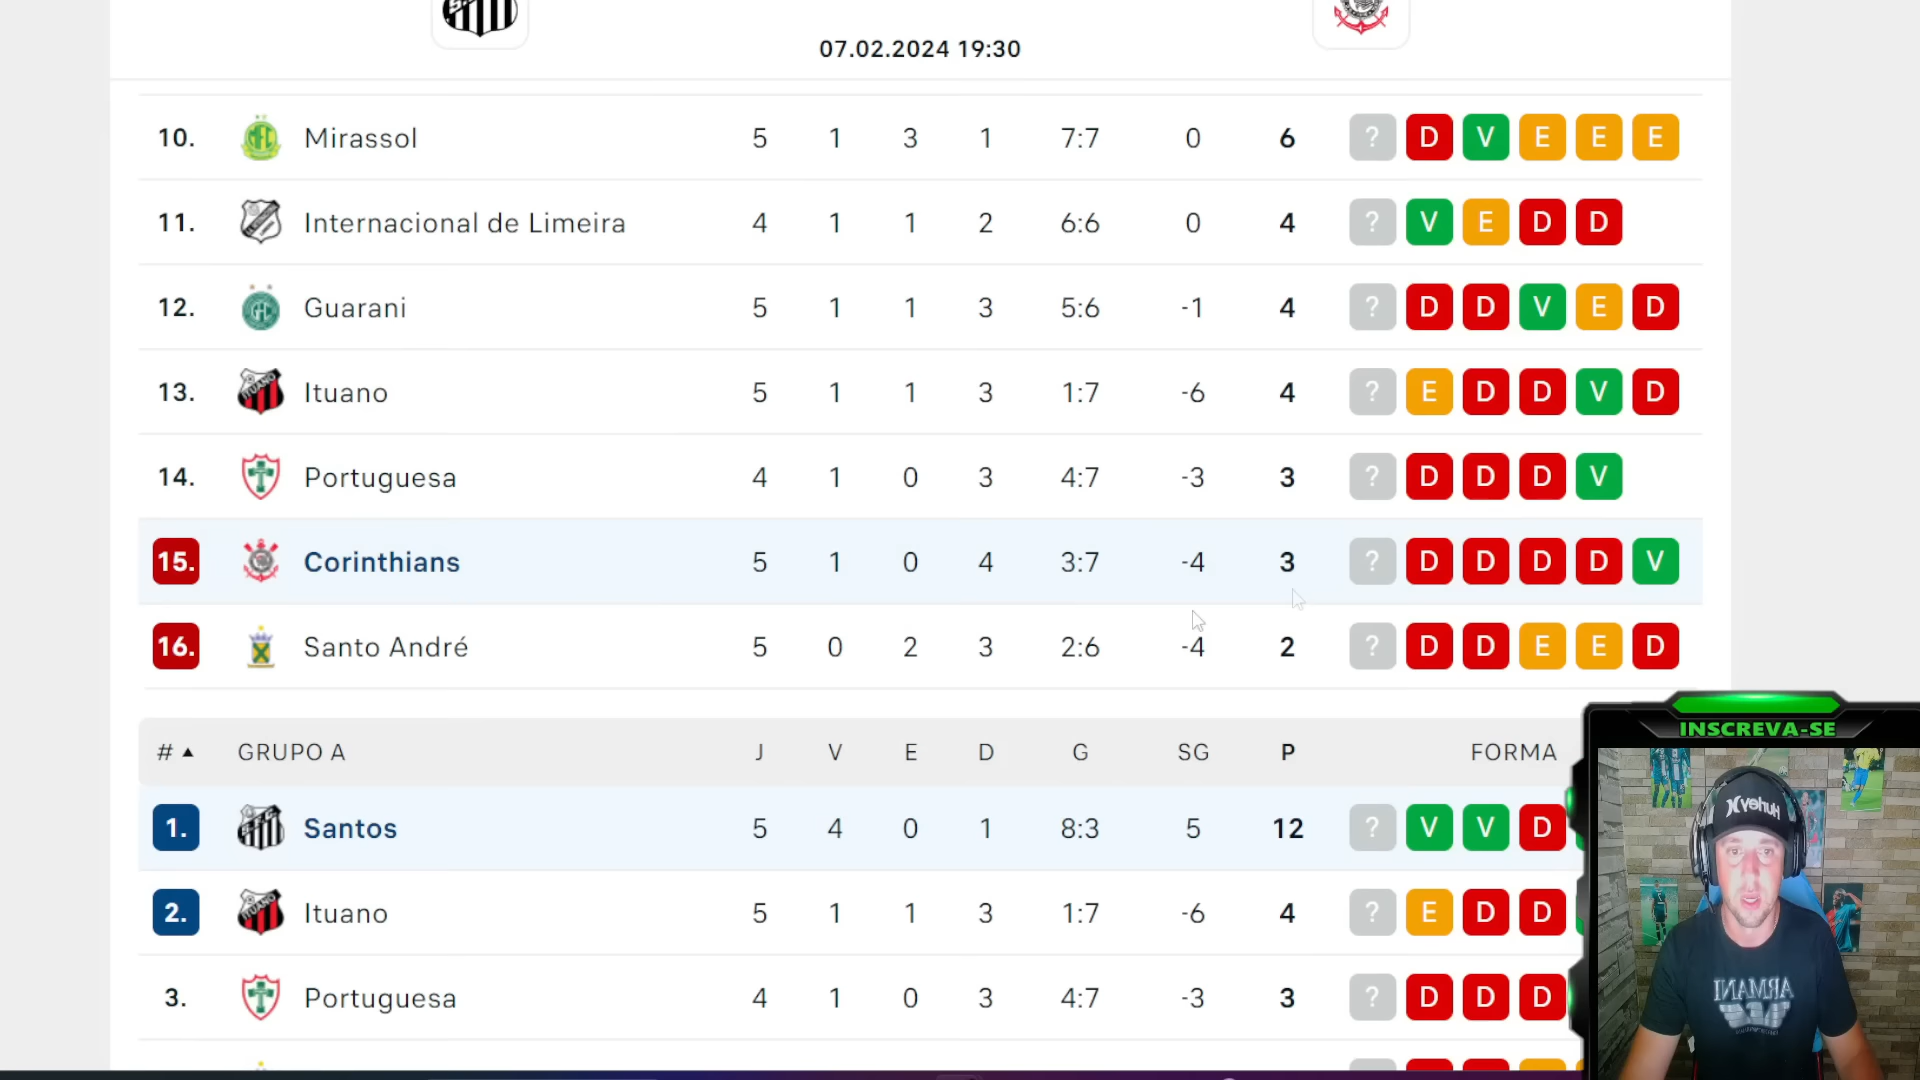 07.02.2024 19:30
10. Mirassol 5 1 3 1 7:7 0 6 ? D V E E E
11. Internacional de Limeira 4 1 1 2 6:6 0 4 ? V E D D
12. Guarani 5 1 1 3 5:6 -1 4 ? D D V E D
13. Ituano 5 1 1 3 1:7 -6 4 ? E D D V D
14. Portuguesa 4 1 0 3 4:7 -3 3 ? D D D V
15. Corinthians 5 1 0 4 3:7 -4 3 ? D D D D V
16. Santo André 5 0 2 3 2:6 -4 2 ? D D E E D
# GRUPO A J V E D G SG P FORMA
INSCREVA-SE
1. Santos 5 4 0 1 8:3 5 12 ? V V D
Hurley
2. Ituano 5 1 1 3 1:7 -6 4 ? E D D
3. Portuguesa 4 1 0 3 4:7 -3 3 ? D D D
ARMANI